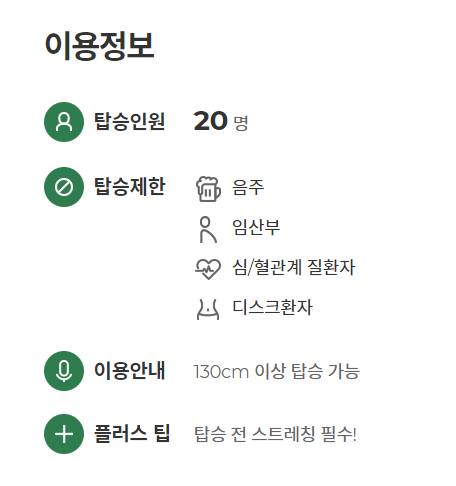 이용정보
탑승인원 20 명
탑승제한 음주
임산부
심/혈관계 질환자
디스크환자
이용안내 130cm 이상 탑승 가능
플러스 팁 탑승 전 스트레칭 필수!